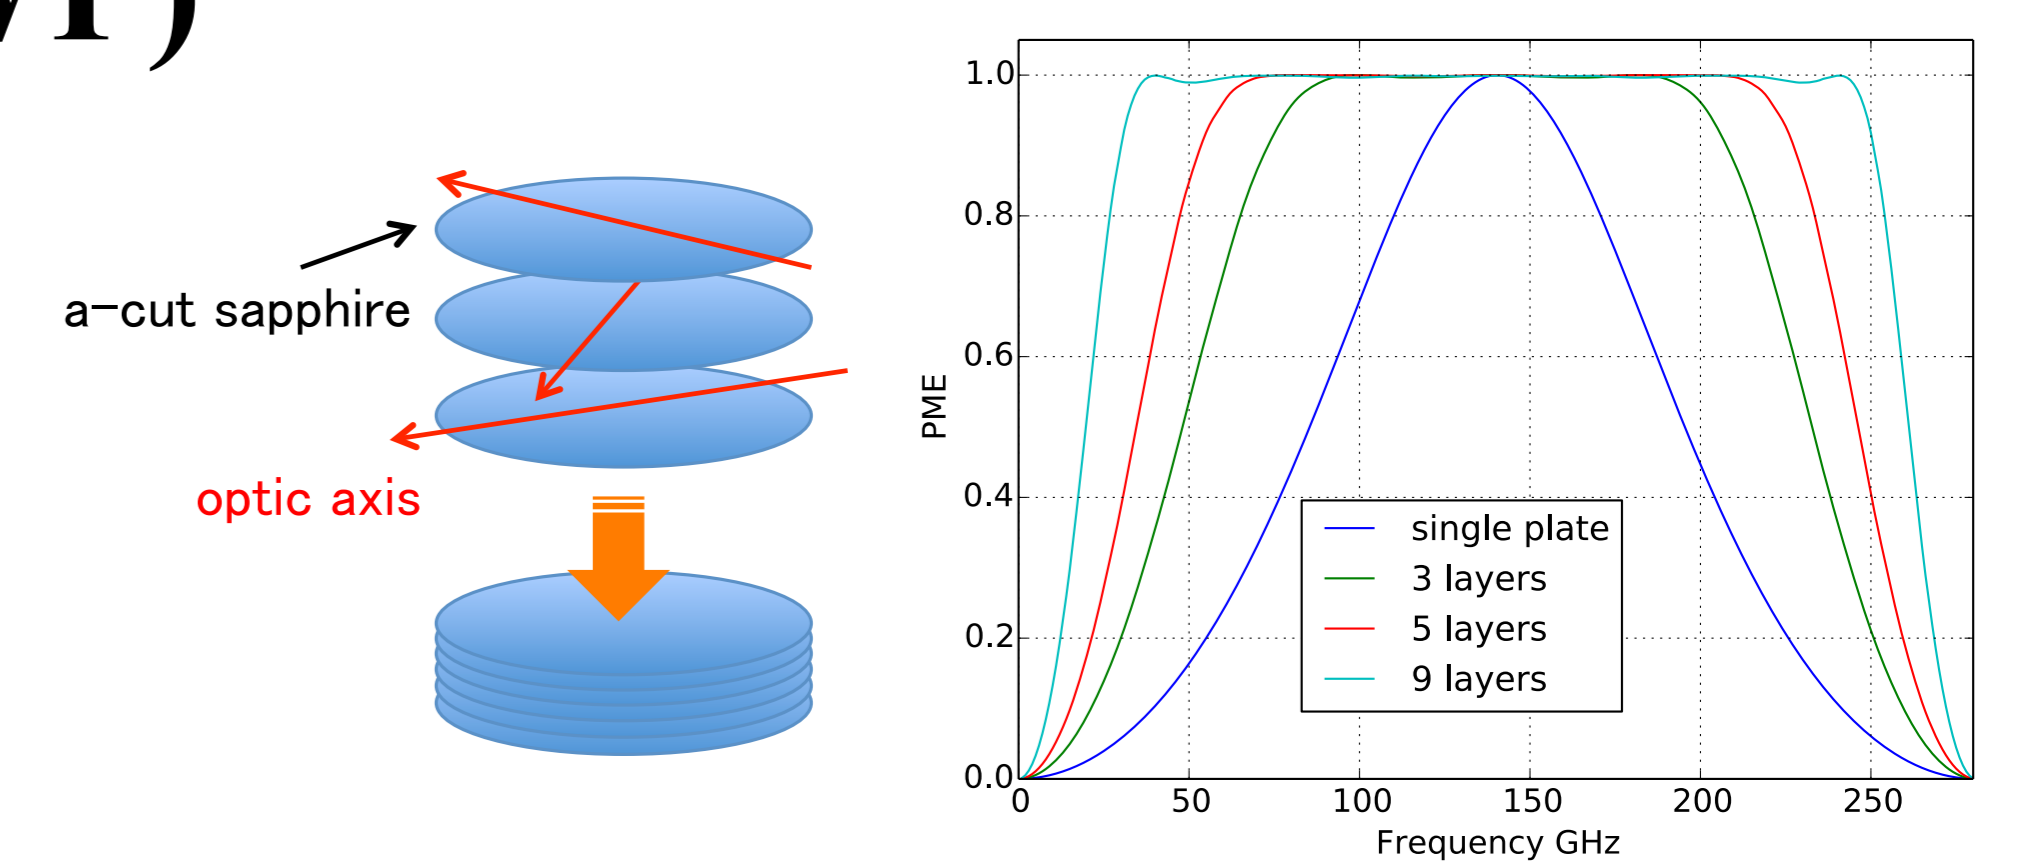 a-cut sapphire
optic axis
PME
1.0
0.8
0.6
0.4
0.2
0.0
single plate
3 layers
5 layers
9 layers
0 50 100 150 200 250
Frequency GHz